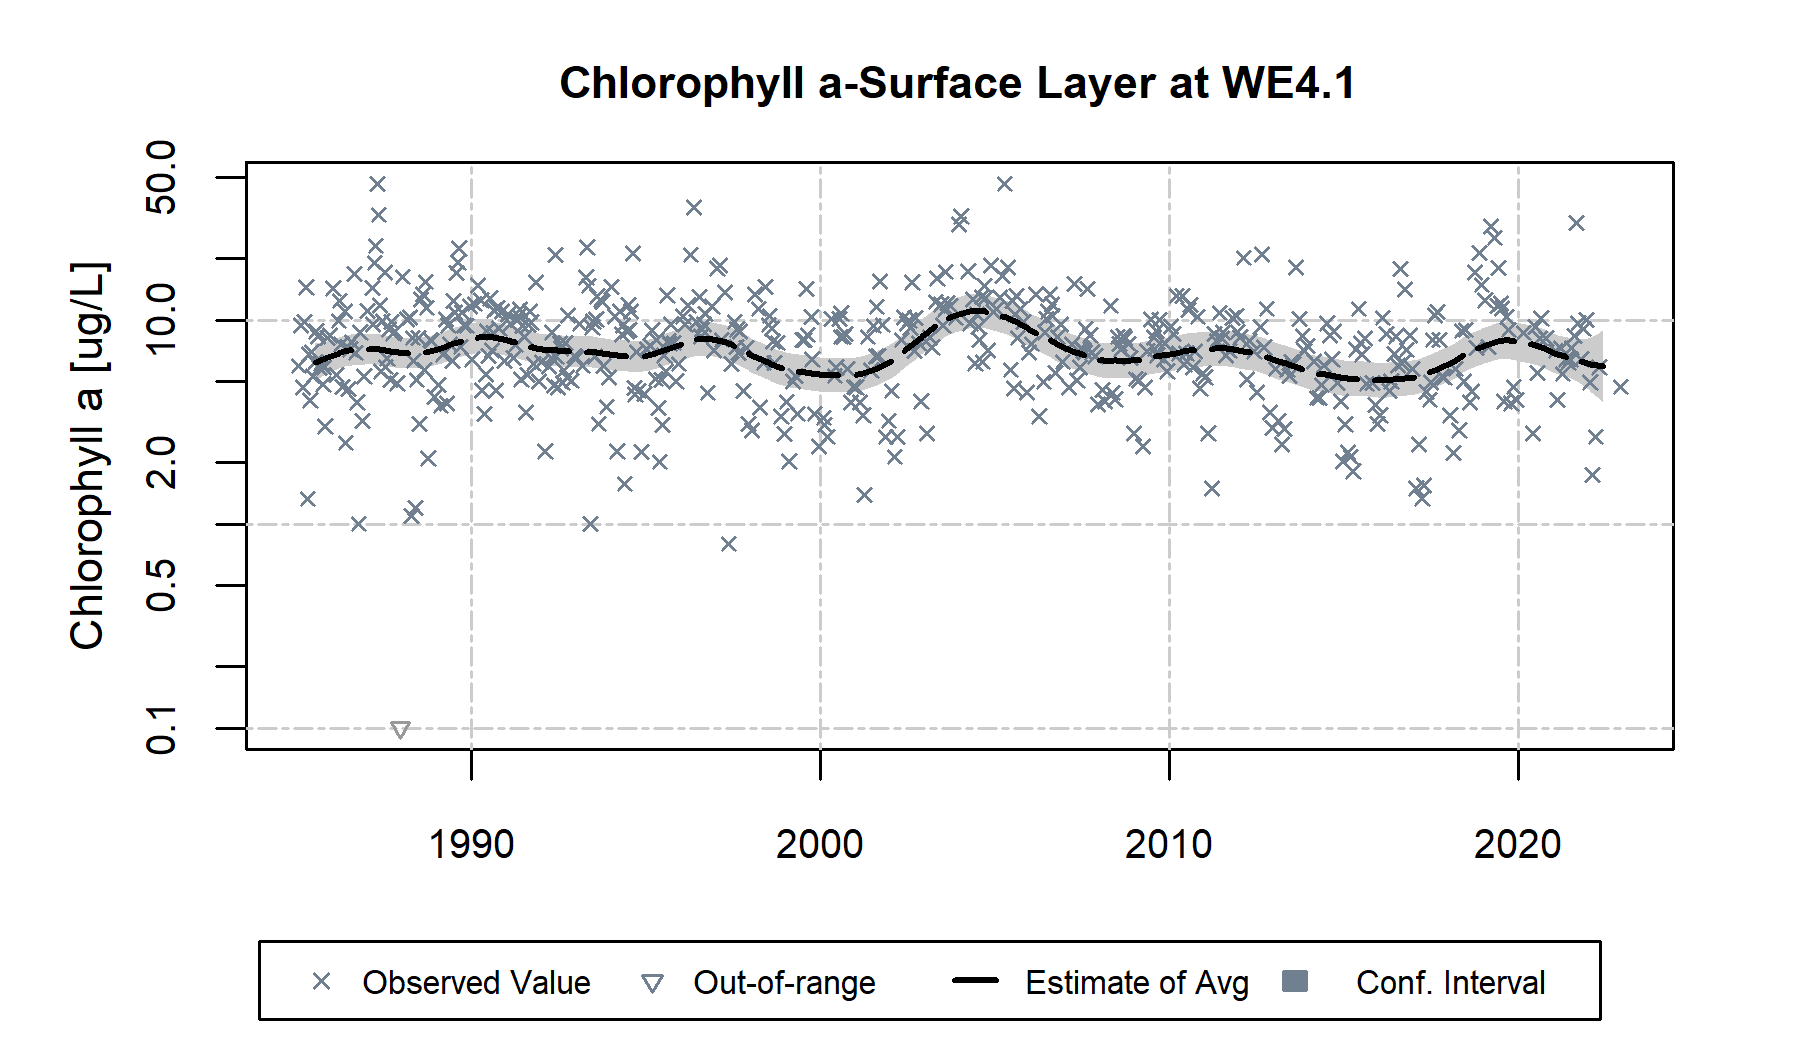 Chlorophyll a-Surface Layer at WE4.1
Chlorophyll a [ug/L]
50.0
10.0
2.0
0.5
0.1
1990 2000 2010 2020
Observed Value Out-of-range Estimate of Avg Conf. Interval